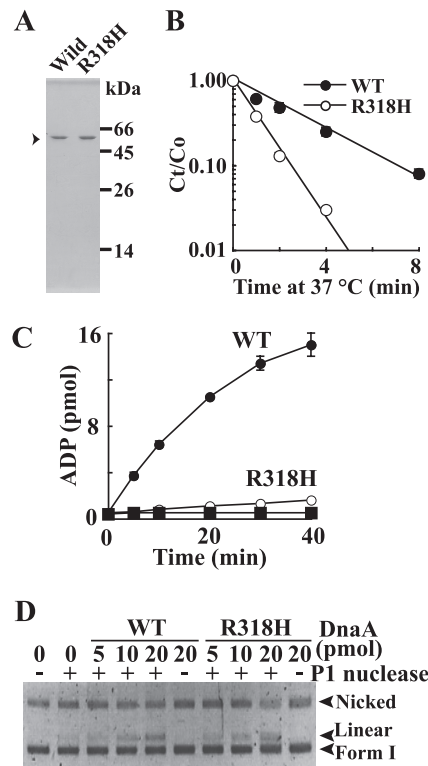 A
Wild R318H
kDa
66
45
26
14
B
WT
R318H
1.00
0.10
0.01
Ct/Co
0 4 8
Time at 37 °C (min)
C
16
8
0
ADP (pmol)
WT
R318H
0 20 40
Time (min)
D
WT R318H DnaA
0 0 5 10 20 20 5 10 20 20 (pmol)
- + + + + - + + + - P1 nuclease
Nicked
Linear
Form I